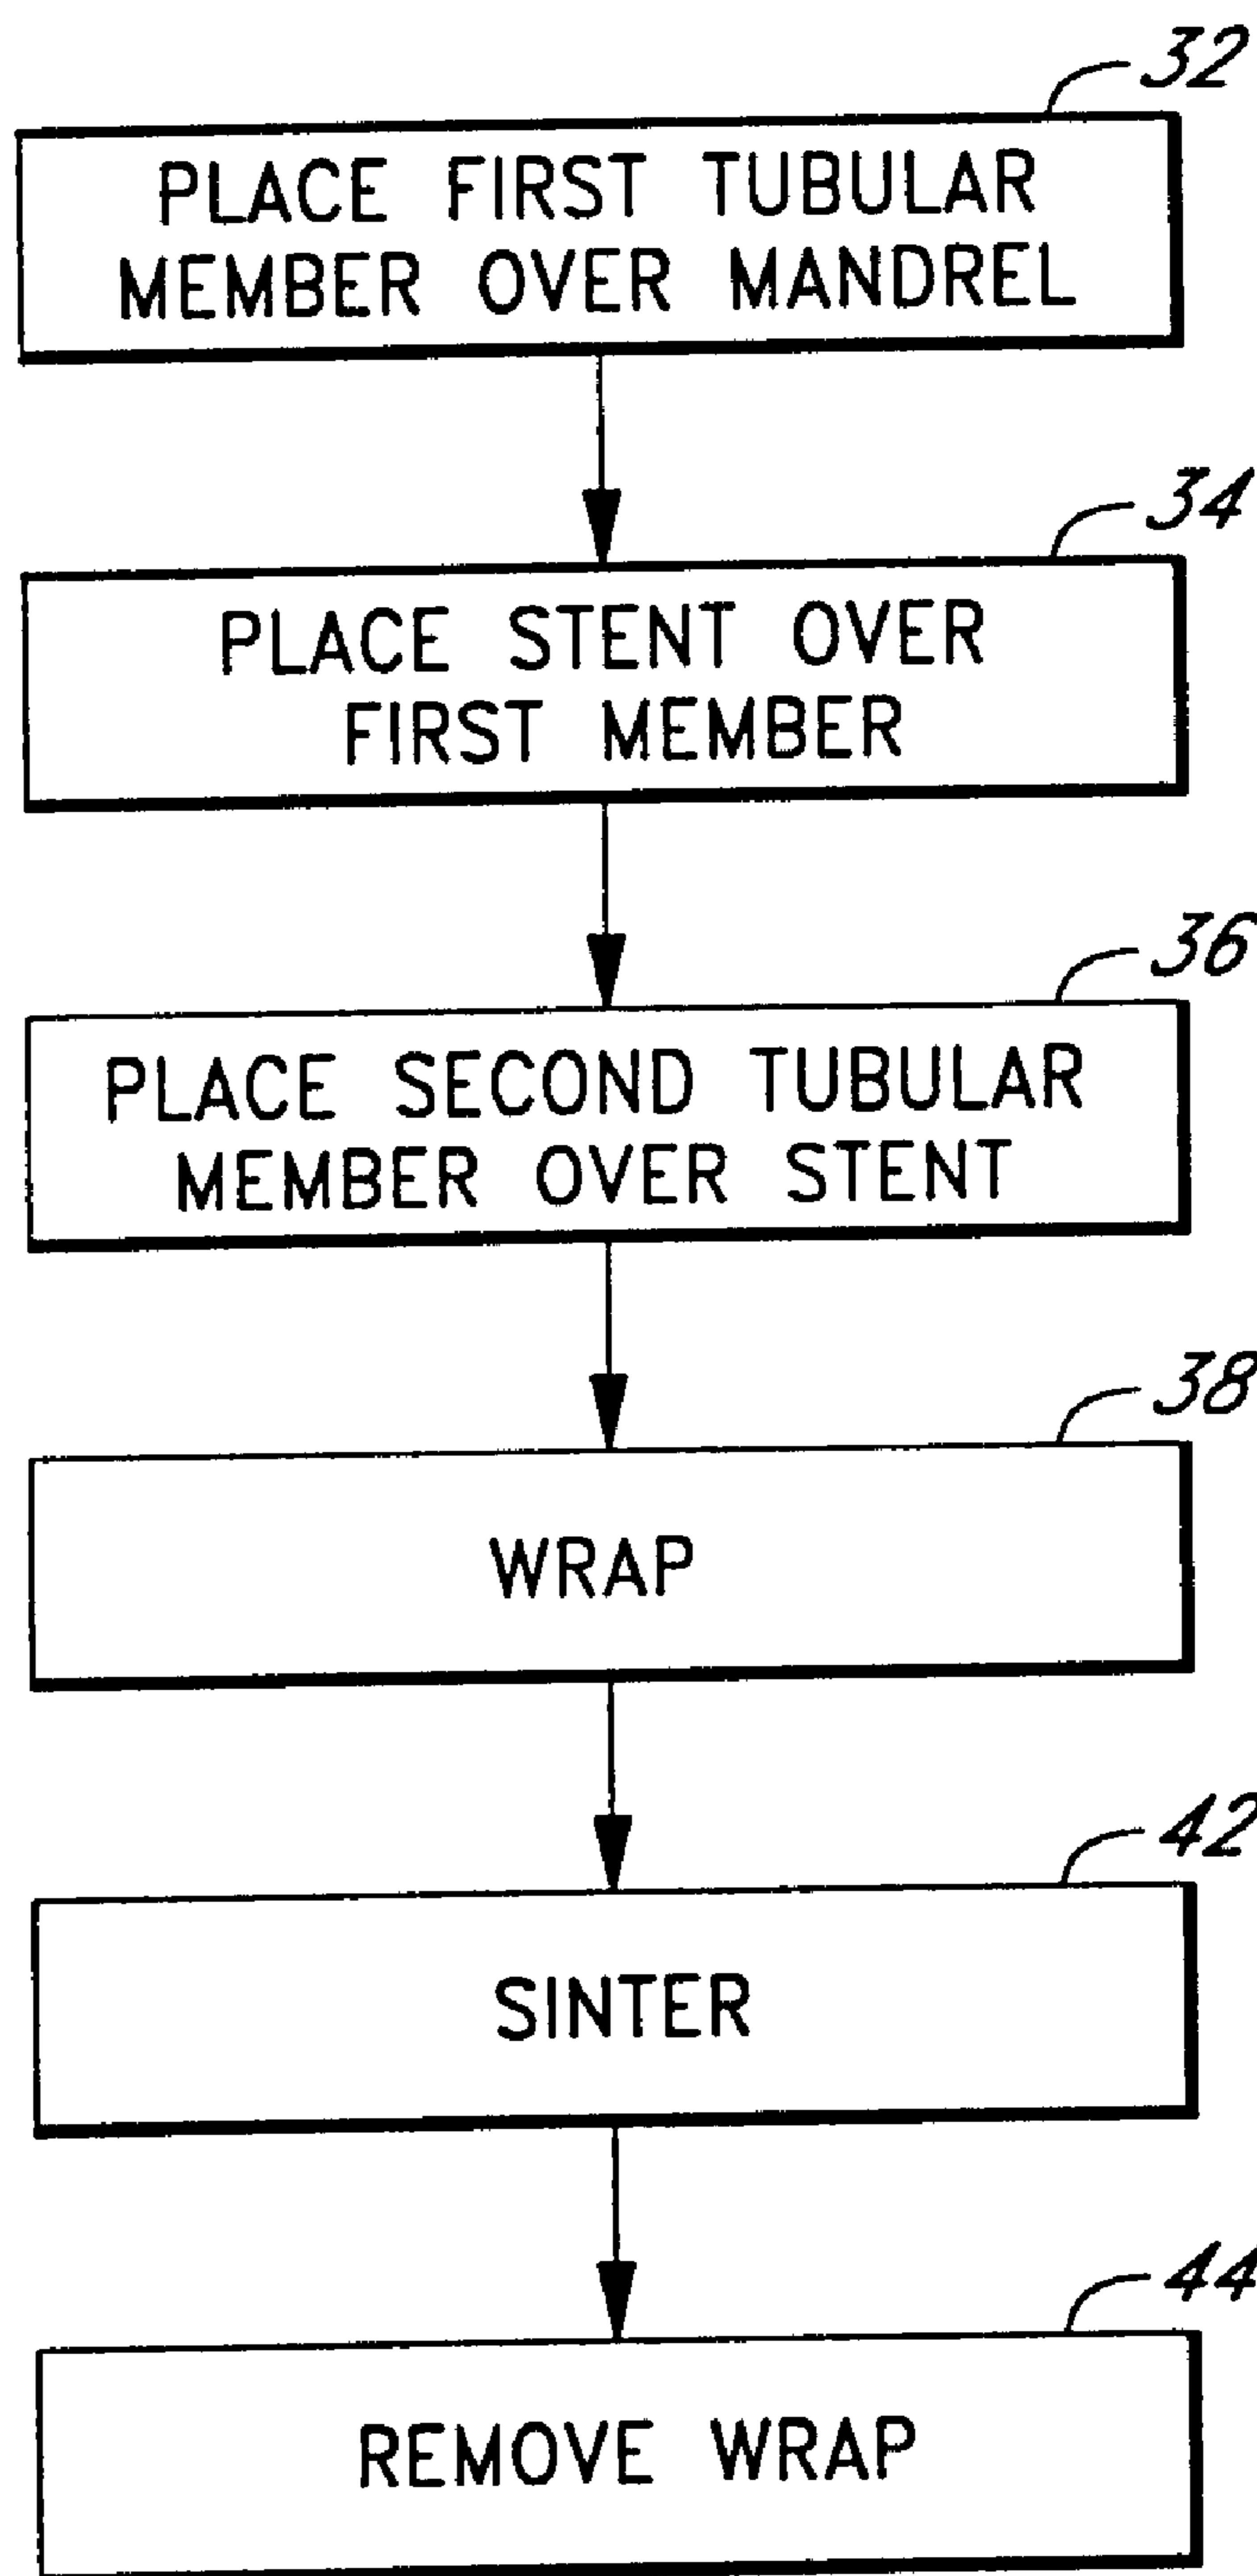 32
PLACE FIRST TUBULAR
MEMBER OVER MANDREL
34
PLACE STENT OVER
FIRST MEMBER
36
PLACE SECOND TUBULAR
MEMBER OVER STENT
38
WRAP
42
SINTER
44
REMOVE WRAP